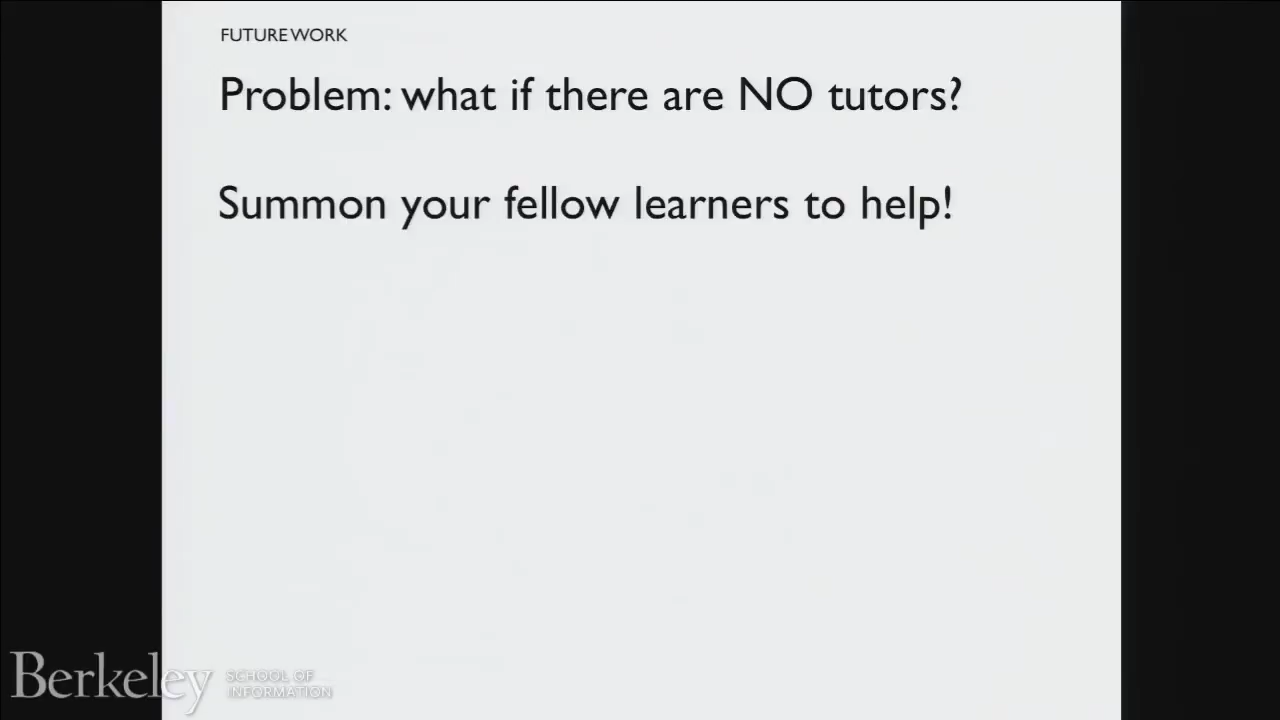 FUTURE WORK
Problem: what if there are NO tutors?
Summon your fellow learners to help!
Berkeley
SCHOOL OF
INFORMATION